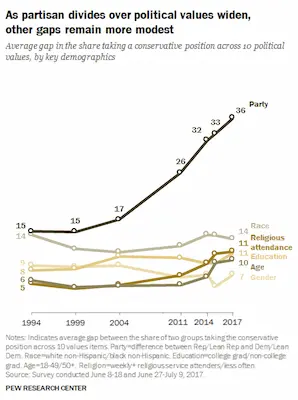 As partisan divides over political values widen,
other gaps remain more modest
Average gap in the share taking a conservative position across 10 political
values, by key demographics
36
Party
33
32
26
17
15
15
14
Race
14
Religious
attendance
11
Education
11
Age
10
Gender
7
9
8
6
5
1994
1999
2004
2011
2014
2015
2017
Notes: Indicates average gap between the share of two groups taking the conservative
position across 10 values items. Party=difference between Rep/Lean Rep and Dem/Lean
Dem. Race=white non-Hispanic/black non-Hispanic. Education=college grad/non-college
grad. Age=18-49/50+. Religion=weekly+ religious service attenders/less often.
Source: Survey conducted June 8-18 and June 27-July 9, 2017.
PEW RESEARCH CENTER